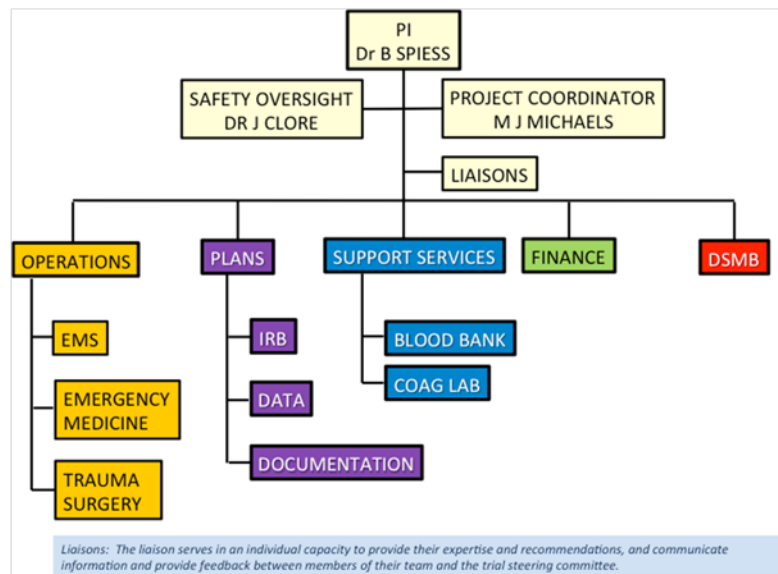 PI
Dr B SPIESS
SAFETY OVERSIGHT
DR J CLORE
PROJECT COORDINATOR
M J MICHAELS
LIAISONS
OPERATIONS
PLANS
SUPPORT SERVICES
FINANCE
DSMB
EMS
EMERGENCY
MEDICINE
TRAUMA
SURGERY
IRB
DATA
DOCUMENTATION
BLOOD BANK
COAG LAB
Liaisons: The liaison serves in an individual capacity to provide their expertise and recommendations, and communicate
information and provide feedback between members of their team and the trial steering committee.